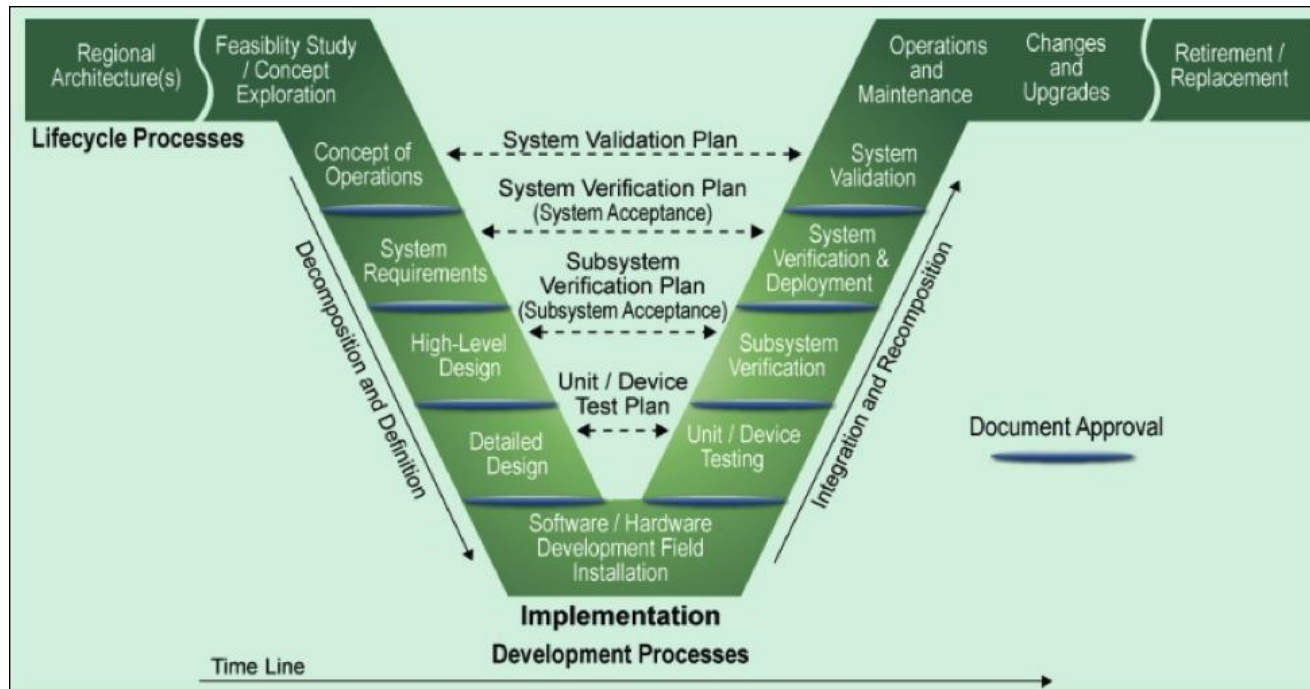 Regional
Architecture(s)
Feasiblity Study
/ Concept
Exploration
Operations
and
Maintenance
Changes
and
Upgrades
Retirement /
Replacement
Lifecycle Processes
Concept of
Operations
System Validation Plan
System
Validation
System Verification Plan
(System Acceptance)
System
Requirements
System
Verification &
Deployment
Subsystem
Verification Plan
(Subsystem Acceptance)
High-Level
Design
Subsystem
Verification
Unit / Device
Test Plan
Detailed
Design
Unit / Device
Testing
Decomposition and Definition
Integration and Recomposition
Document Approval
Software / Hardware
Development Field
Installation
Implementation
Development Processes
Time Line